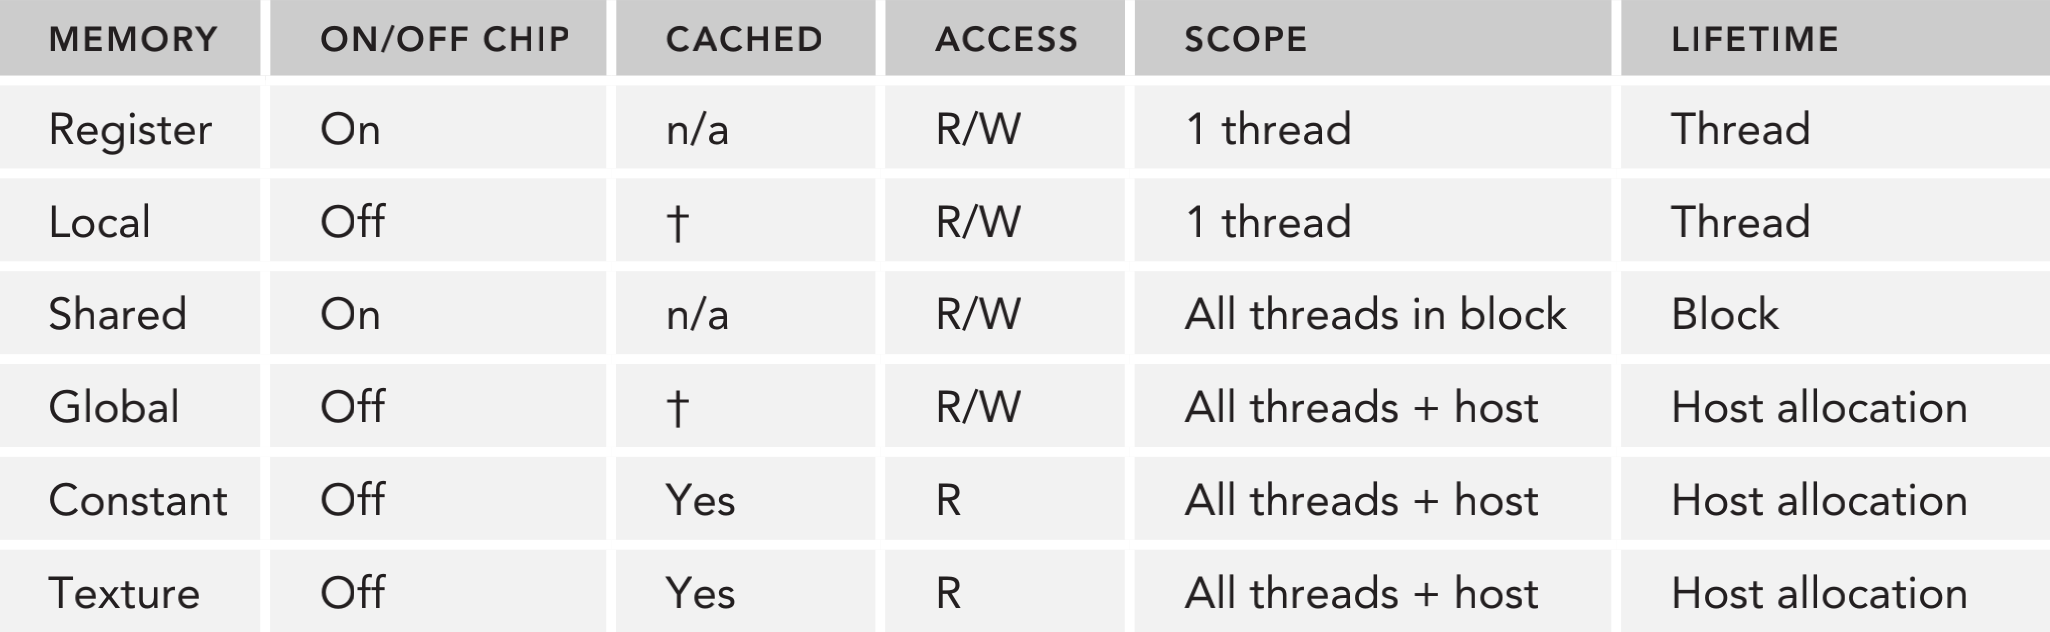 MEMORY ON/OFF CHIP CACHED ACCESS SCOPE LIFETIME
Register On n/a R/W 1 thread Thread
Local Off † R/W 1 thread Thread
Shared On n/a R/W All threads in block Block
Global Off † R/W All threads + host Host allocation
Constant Off Yes R All threads + host Host allocation
Texture Off Yes R All threads + host Host allocation